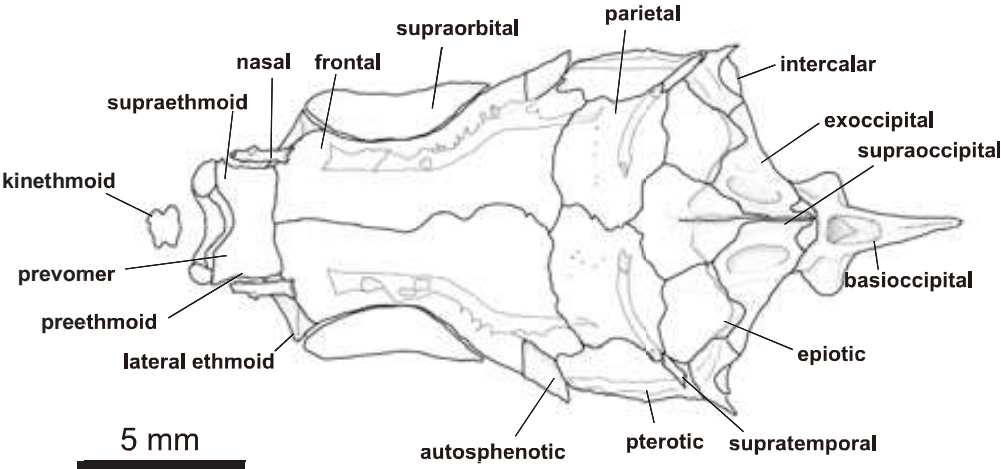 parietal
supraorbital
nasal
frontal
intercalar
supraethmoid
exoccipital
supraoccipital
kinethmoid
prevomer
basioccipital
preethmoid
lateral ethmoid
epiotic
autosphenotic
pterotic
supratemporal
5 mm